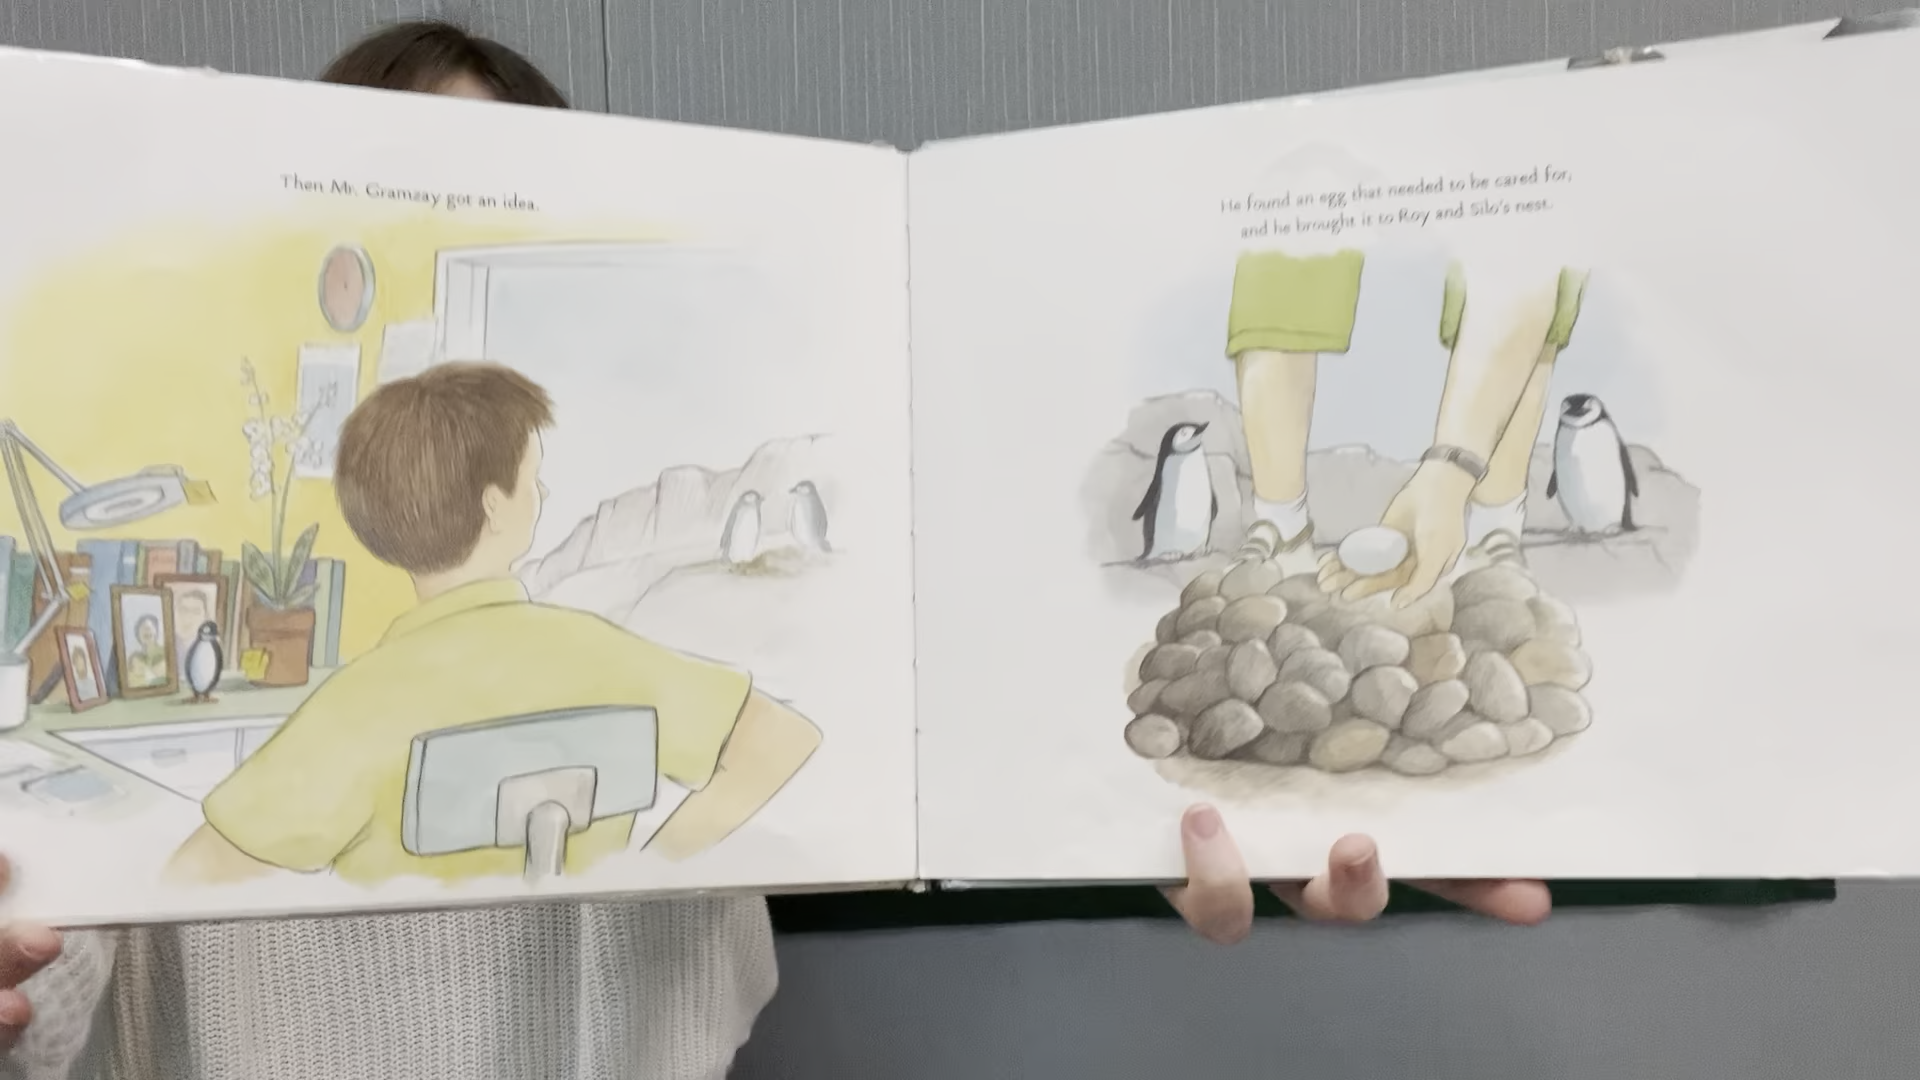 Then Mr. Gramzay got an idea.
He found an egg that needed to be cared for,
and he brought it to Roy and Silo's nest.